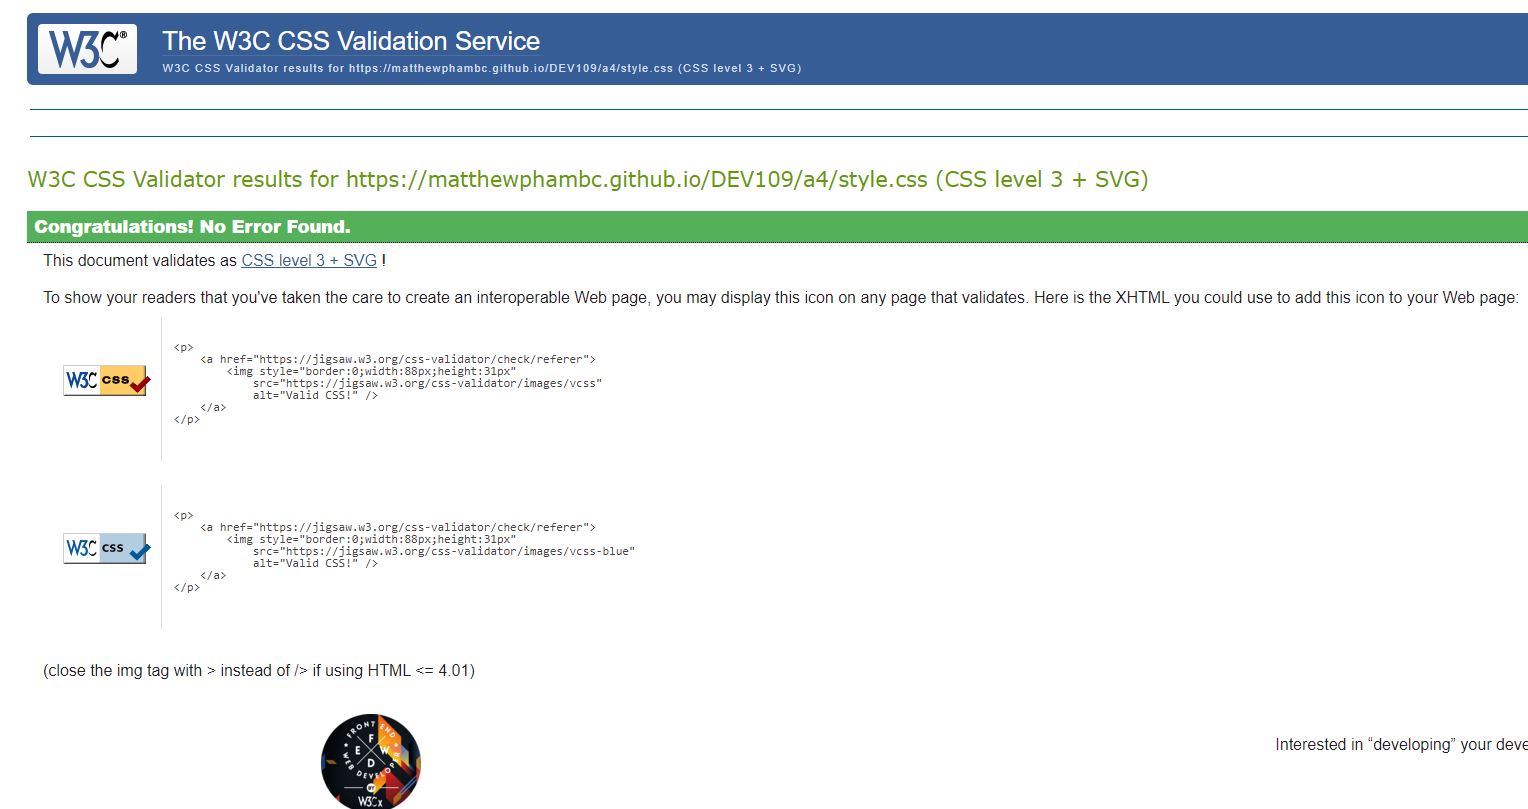 W3C®
The W3C CSS Validation Service
W3C CSS Validator results for https://matthewphambc.github.io/DEV109/a4/style.css (CSS level 3 + SVG)
W3C CSS Validator results for https://matthewphambc.github.io/DEV109/a4/style.css (CSS level 3 + SVG)
Congratulations! No Error Found.
This document validates as CSS level 3 + SVG !
To show your readers that you've taken the care to create an interoperable Web page, you may display this icon on any page that validates. Here is the XHTML you could use to add this icon to your Web page:
W3C css
<p>
<a href="https://jigsaw.w3.org/css-validator/check/referer">
<img style="border:0;width:88px;height:31px"
src="https://jigsaw.w3.org/css-validator/images/vcss"
alt="Valid CSS!" />
</a>
</p>
W3C css
<p>
<a href="https://jigsaw.w3.org/css-validator/check/referer">
<img style="border:0;width:88px;height:31px"
src="https://jigsaw.w3.org/css-validator/images/vcss-blue"
alt="Valid CSS!" />
</a>
</p>
(close the img tag with > instead of /> if using HTML <= 4.01)
FRONT END
F
E W
D
WEB DEVELOPER
BY
W3Cx
Interested in “developing” your deve